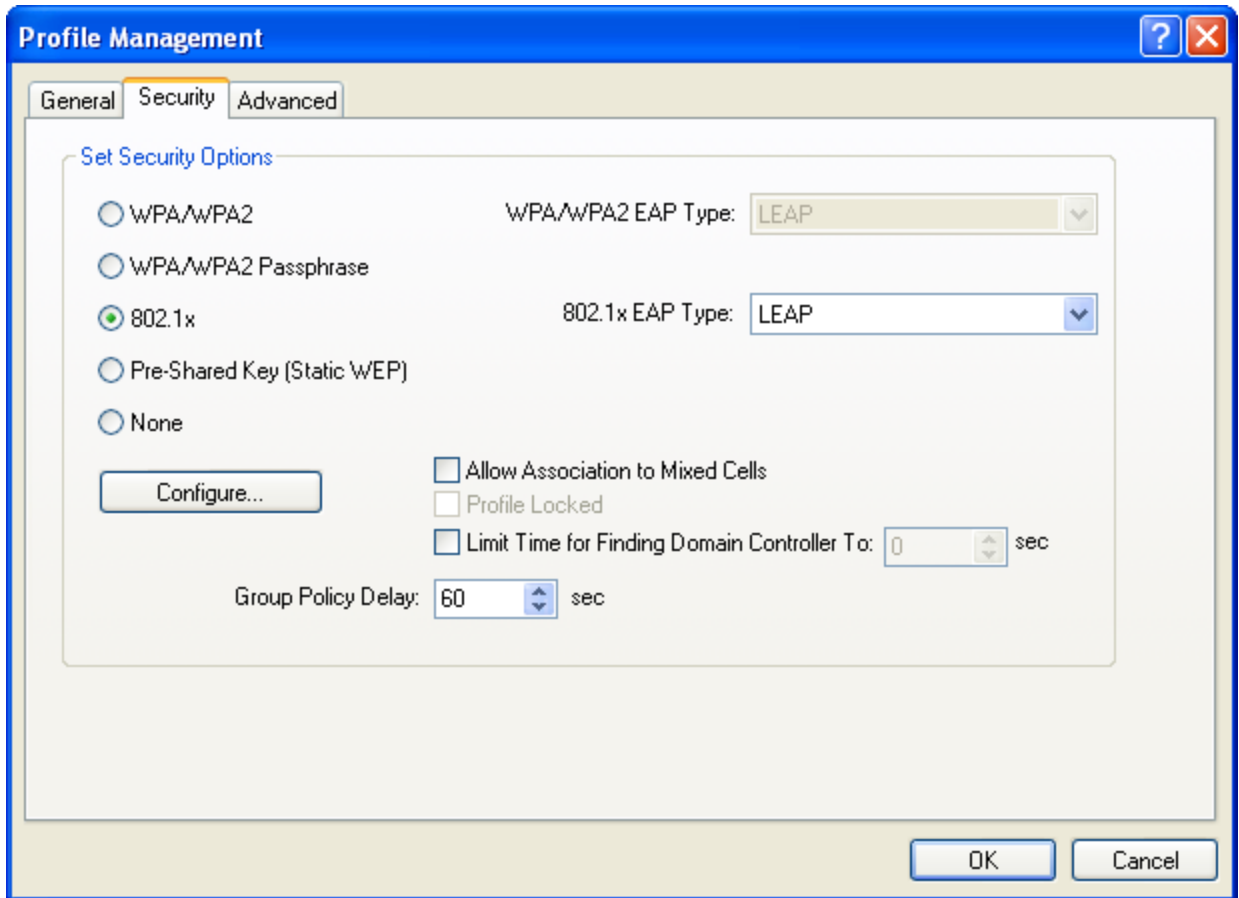 Profile Management
General Security Advanced
Set Security Options
WPA/WPA2 WPA/WPA2 EAP Type: LEAP
WPA/WPA2 Passphrase
802.1x 802.1x EAP Type: LEAP
Pre-Shared Key (Static WEP)
None
Allow Association to Mixed Cells
Configure...
Profile Locked
Limit Time for Finding Domain Controller To: 0 sec
Group Policy Delay: 60 sec
OK Cancel